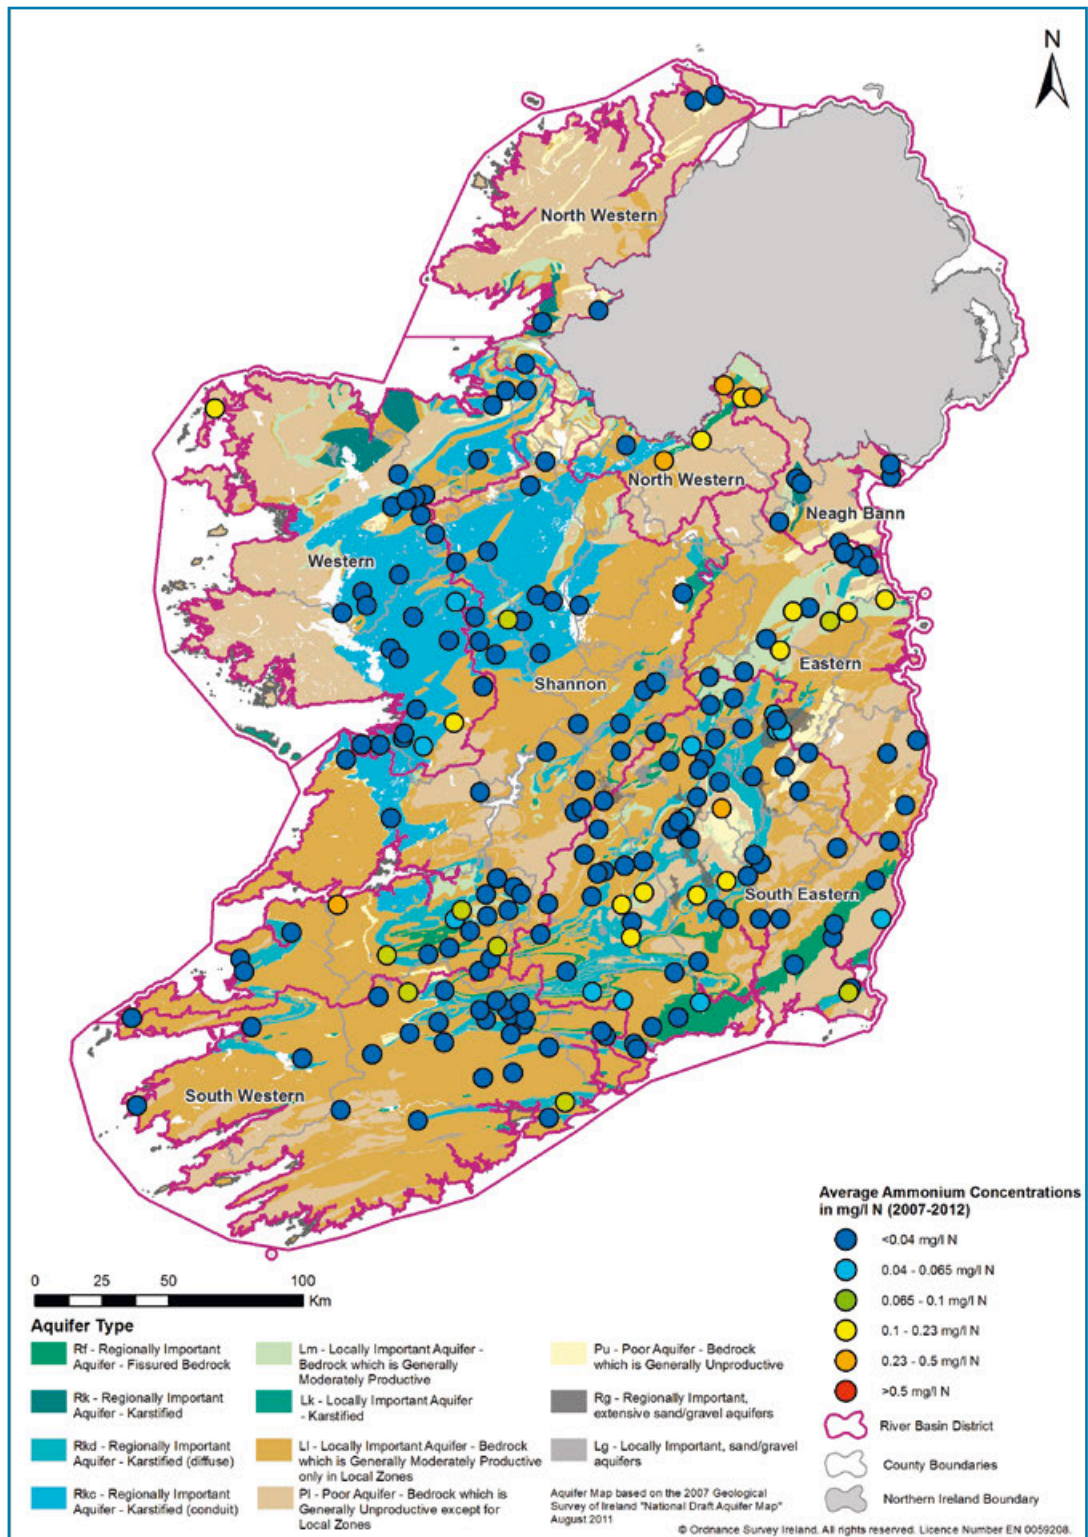 N
North Western
North Western
Neagh Bann
Western
Shannon
Eastern
South Eastern
South Western
Average Ammonium Concentrations
in mg/l N (2007-2012)
<0.04 mg/l N
0.04 - 0.065 mg/l N
0.065 - 0.1 mg/l N
0.1 - 0.23 mg/l N
0.23 - 0.5 mg/l N
>0.5 mg/l N
River Basin District
County Boundaries
Northern Ireland Boundary
0 25 50 100
Km
Aquifer Type
Rf - Regionally Important
Aquifer - Fissured Bedrock
Rk - Regionally Important
Aquifer - Karstified
Rkd - Regionally Important
Aquifer - Karstified (diffuse)
Rkc - Regionally Important
Aquifer - Karstified (conduit)
Lm - Locally Important Aquifer -
Bedrock which is Generally
Moderately Productive
Lk - Locally Important Aquifer
- Karstified
Ll - Locally Important Aquifer - Bedrock
which is Generally Moderately Productive
only in Local Zones
Pl - Poor Aquifer - Bedrock which is
Generally Unproductive except for
Local Zones
Pu - Poor Aquifer - Bedrock
which is Generally Unproductive
Rg - Regionally Important,
extensive sand/gravel aquifers
Lg - Locally Important, sand/gravel
aquifers
Aquifer Map based on the 2007 Geological
Survey of Ireland "National Draft Aquifer Map"
August 2011
© Ordnance Survey Ireland. All rights reserved. Licence Number EN 0059208.